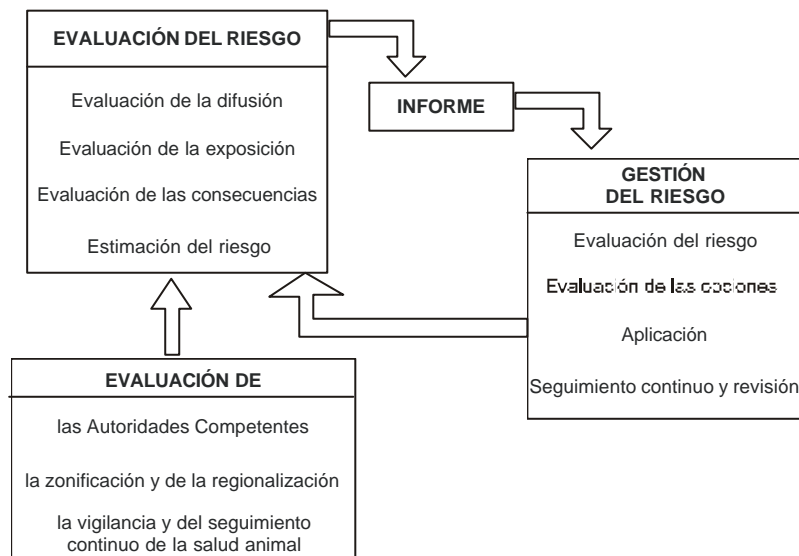 EVALUACIÓN DEL RIESGO
Evaluación de la difusión
Evaluación de la exposición
Evaluación de las consecuencias
Estimación del riesgo
INFORME
GESTIÓN
DEL RIESGO
Evaluación del riesgo
Evaluación de las opciones
Aplicación
Seguimiento continuo y revisión
EVALUACIÓN DE
las Autoridades Competentes
la zonificación y de la regionalización
la vigilancia y del seguimiento
continuo de la salud animal